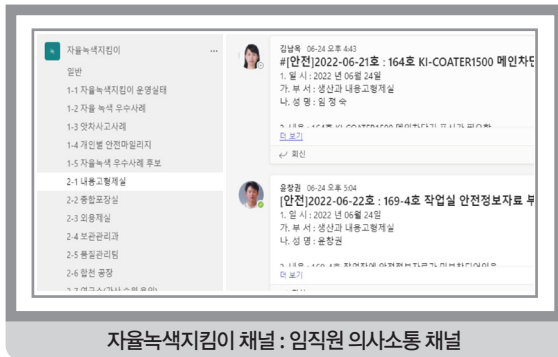 자율녹색지킴이 ...
일반
1-1 자율녹색지킴이 운영실태
1-2 자율 녹색 우수사례
1-3 앗차사고사례
1-4 개인별 안전마일리지
1-5 자율녹색 우수사례 후보
2-1 내용고형제실
2-2 종합포장실
2-3 외용제실
2-4 보관관리과
2-5 품질관리팀
2-6 합천 공장
김남옥 06-24 오후 4:43
#[안전]2022-06-21호 : 164호 KI-COATER1500 메인차단
1. 일 시 : 2022 년 06월 24일
가. 부 서 : 생산과 내용고형제실
나. 성 명 : 임 정 숙
더 보기
↵ 회신
윤창권 06-24 오후 5:04
[안전]2022-06-22호 : 169-4호 작업실 안전정보자료 부
1. 일 시 : 2022 년 06월 24일
가. 부 서 : 생산과 내용고형제실
나. 성 명 : 윤창권
더 보기
자율녹색지킴이 채널 : 임직원 의사소통 채널